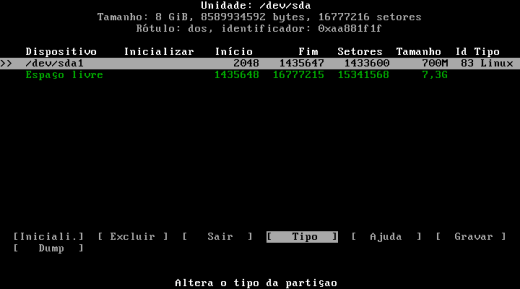 Unidade: /dev/sda
Tamanho: 8 GiB, 8589934592 bytes, 16777216 setores
Rótulo: dos, identificador: 0xaa881f1f
Dispositivo Inicializar Início Fim Setores Tamanho Id Tipo
>> /dev/sda1 2048 1435647 1433600 700M 83 Linux
Espaço livre 1435648 16777215 15341568 7,3G
[Iniciali.] [ Excluir ] [ Sair ] [ Tipo ] [ Ajuda ] [ Gravar ]
[ Dump ]
Altera o tipo da partiçao